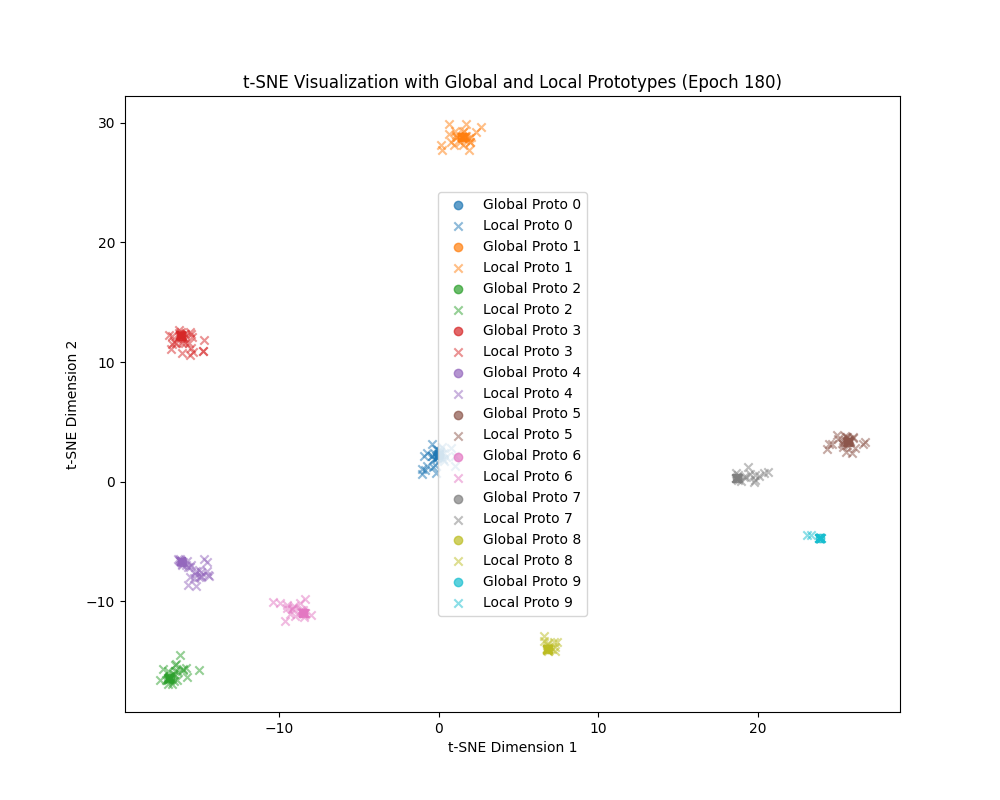 t-SNE Visualization with Global and Local Prototypes (Epoch 180)
30
20
10
0
−10
t-SNE Dimension 2
Global Proto 0
Local Proto 0
Global Proto 1
Local Proto 1
Global Proto 2
Local Proto 2
Global Proto 3
Local Proto 3
Global Proto 4
Local Proto 4
Global Proto 5
Local Proto 5
Global Proto 6
Local Proto 6
Global Proto 7
Local Proto 7
Global Proto 8
Local Proto 8
Global Proto 9
Local Proto 9
−10 0 10 20
t-SNE Dimension 1